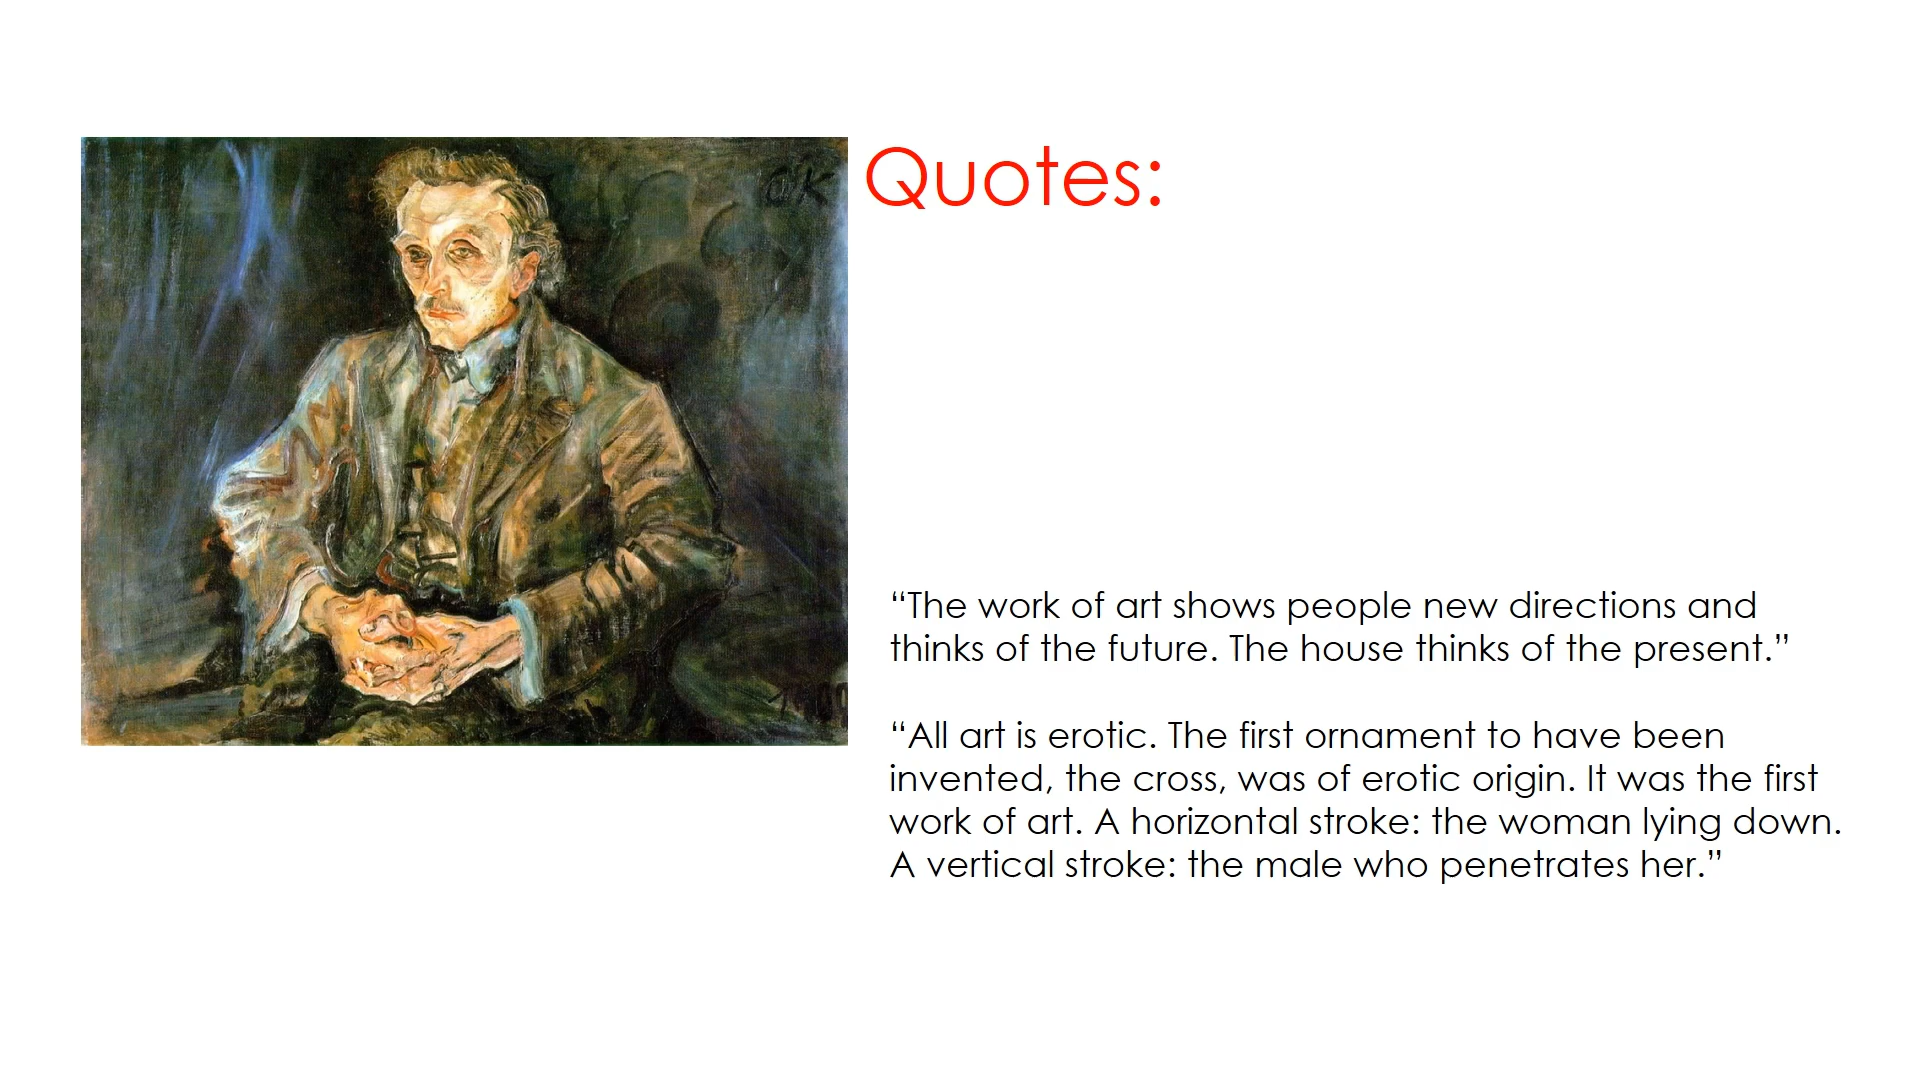 OK
Quotes:
“The work of art shows people new directions and
thinks of the future. The house thinks of the present.”
“All art is erotic. The first ornament to have been
invented, the cross, was of erotic origin. It was the first
work of art. A horizontal stroke: the woman lying down.
A vertical stroke: the male who penetrates her.”